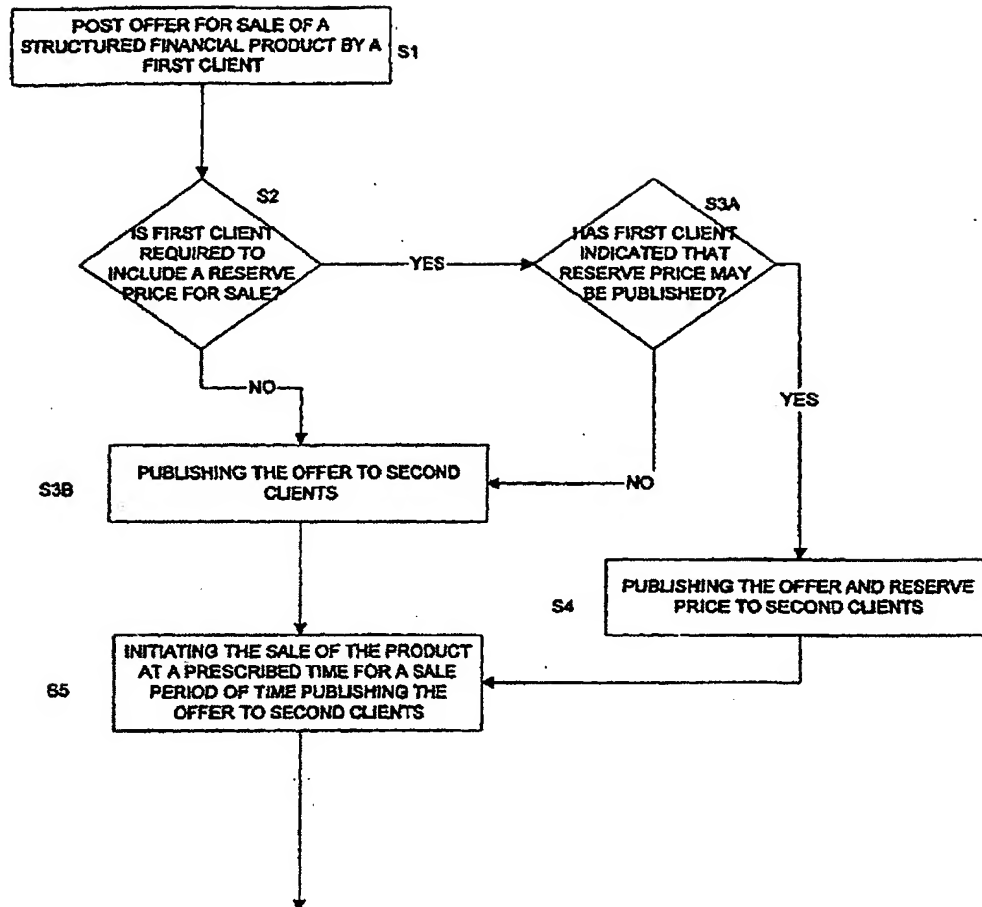 POST OFFER FOR SALE OF A
STRUCTURED FINANCIAL PRODUCT BY A
FIRST CLIENT
S1
S2
IS FIRST CLIENT
REQUIRED TO
INCLUDE A RESERVE
PRICE FOR SALE?
YES
S3A
HAS FIRST CLIENT
INDICATED THAT
RESERVE PRICE MAY
BE PUBLISHED?
NO
YES
S3B
PUBLISHING THE OFFER TO SECOND
CLIENTS
NO
S4
PUBLISHING THE OFFER AND RESERVE
PRICE TO SECOND CLIENTS
S5
INITIATING THE SALE OF THE PRODUCT
AT A PRESCRIBED TIME FOR A SALE
PERIOD OF TIME PUBLISHING THE
OFFER TO SECOND CLIENTS